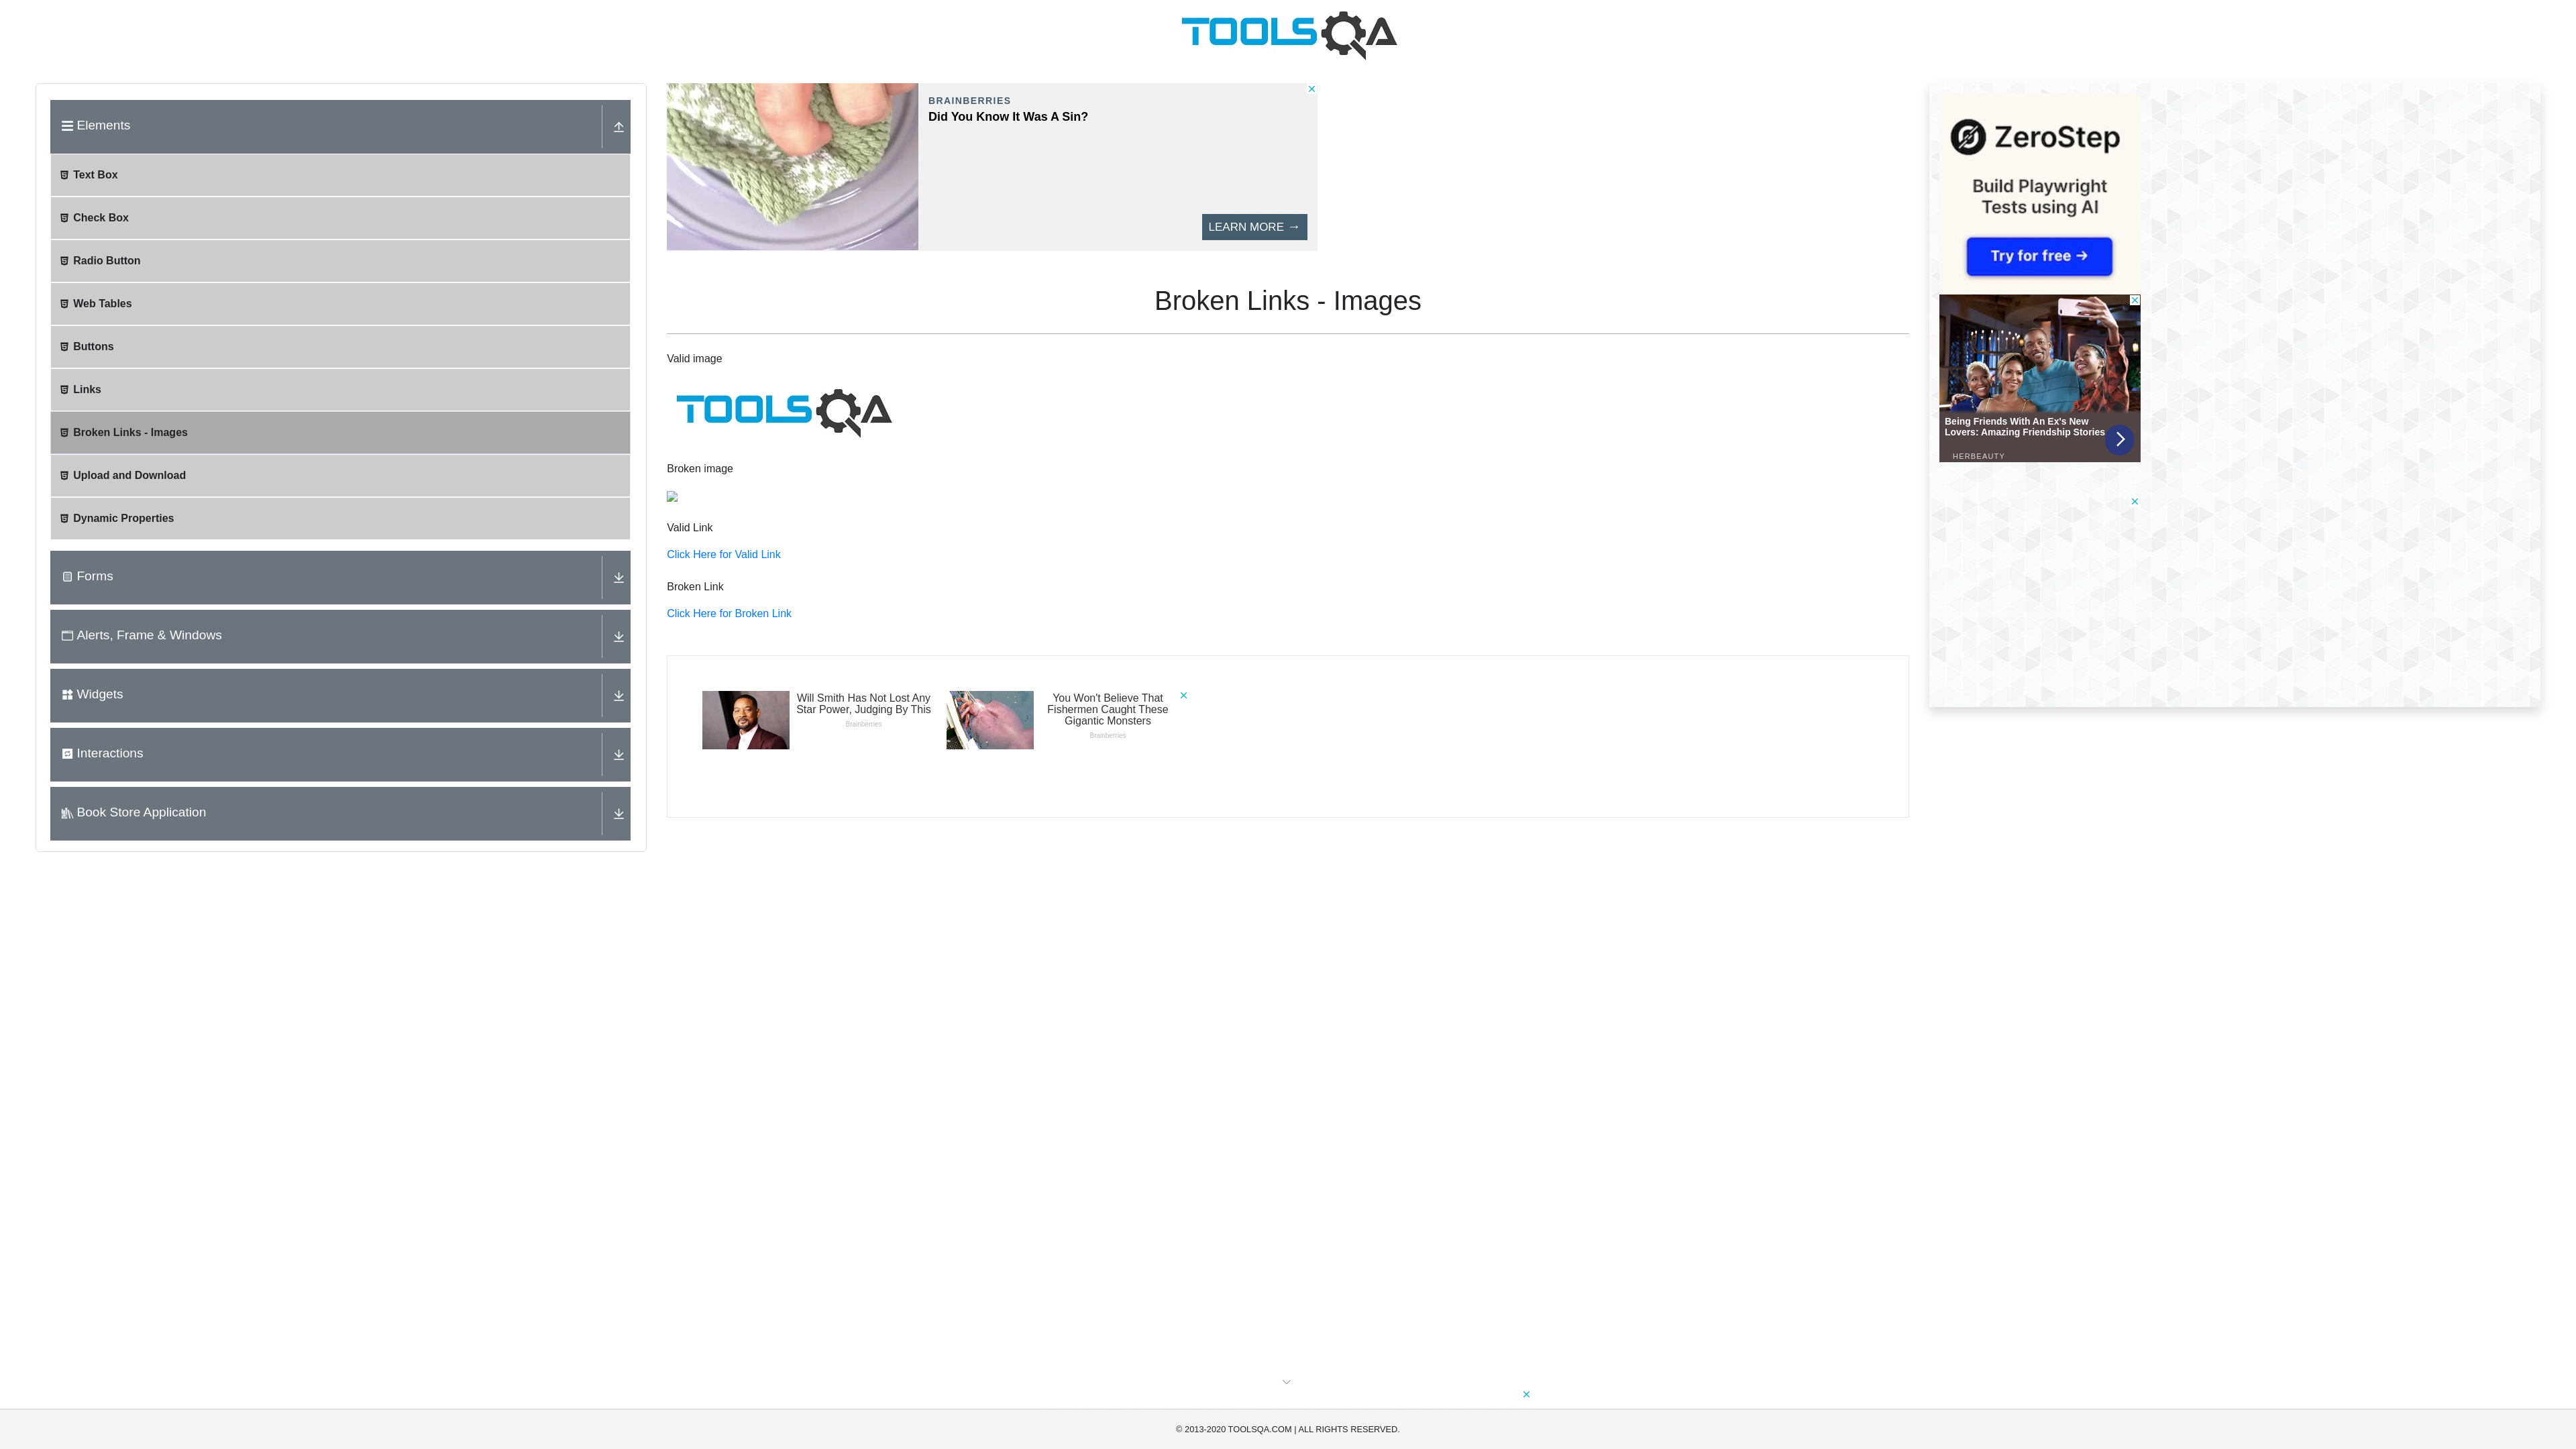 TOOLSQA
Elements
Text Box
Check Box
Radio Button
Web Tables
Buttons
Links
Broken Links - Images
Upload and Download
Dynamic Properties
Forms
Alerts, Frame & Windows
Widgets
Interactions
Book Store Application
BRAINBERRIES
Did You Know It Was A Sin?
LEARN MORE →
Broken Links - Images
Valid image
TOOLSQA
Broken image
Valid Link
Click Here for Valid Link
Broken Link
Click Here for Broken Link
Will Smith Has Not Lost Any
Star Power, Judging By This
Brainberries
You Won't Believe That
Fishermen Caught These
Gigantic Monsters
Brainberries
ZeroStep
Build Playwright
Tests using AI
Try for free →
Being Friends With An Ex's New
Lovers: Amazing Friendship Stories
HERBEAUTY
© 2013-2020 TOOLSQA.COM | ALL RIGHTS RESERVED.